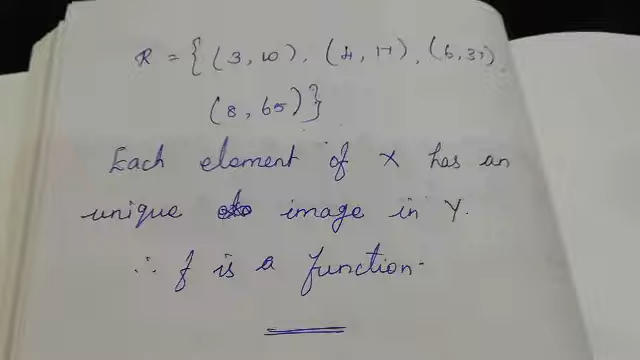 R = { (3, 10), (4, 17), (6, 37)
(8, 65) }
Each element of X has an
unique image in Y.
∴ f is a function.